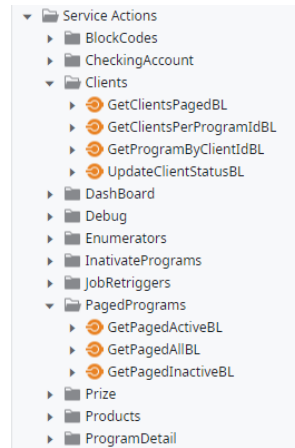 Service Actions
BlockCodes
CheckingAccount
Clients
GetClientsPagedBL
GetClientsPerProgramIdBL
GetProgramByClientIdBL
UpdateClientStatusBL
DashBoard
Debug
Enumerators
InativatePrograms
JobRetriggers
PagedPrograms
GetPagedActiveBL
GetPagedAllBL
GetPagedInactiveBL
Prize
Products
ProgramDetail